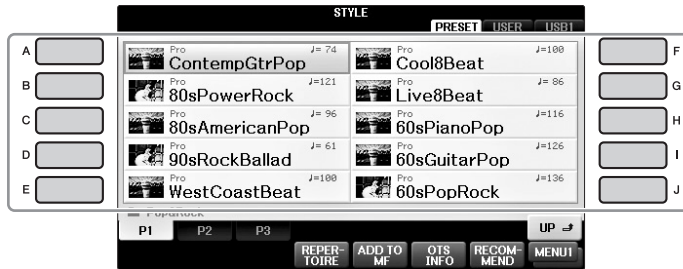 STYLE
PRESET USER USB1
A
Pro ♩= 74
ContempGtrPop
Pro ♩=100
Cool8Beat
F
B
Pro ♩=121
80sPowerRock
Pro ♩= 86
Live8Beat
G
C
Pro ♩= 96
80sAmericanPop
Pro ♩=116
60sPianoPop
H
D
Pro ♩= 61
90sRockBallad
Pro ♩=126
60sGuitarPop
I
E
Pro ♩=100
WestCoastBeat
Pro ♩=136
60sPopRock
J
Pop&Rock
P1 P2 P3 UP
REPER-
TOIRE
ADD TO
MF
OTS
INFO
RECOM-
MEND
MENU1